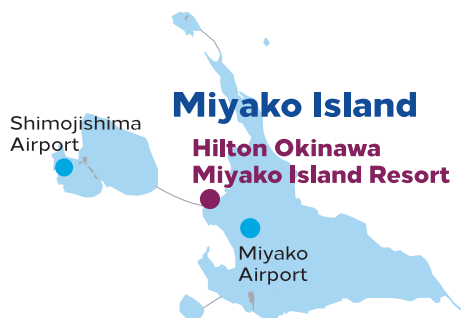 Miyako Island
Shimojishima
Airport
Hilton Okinawa
Miyako Island Resort
Miyako
Airport